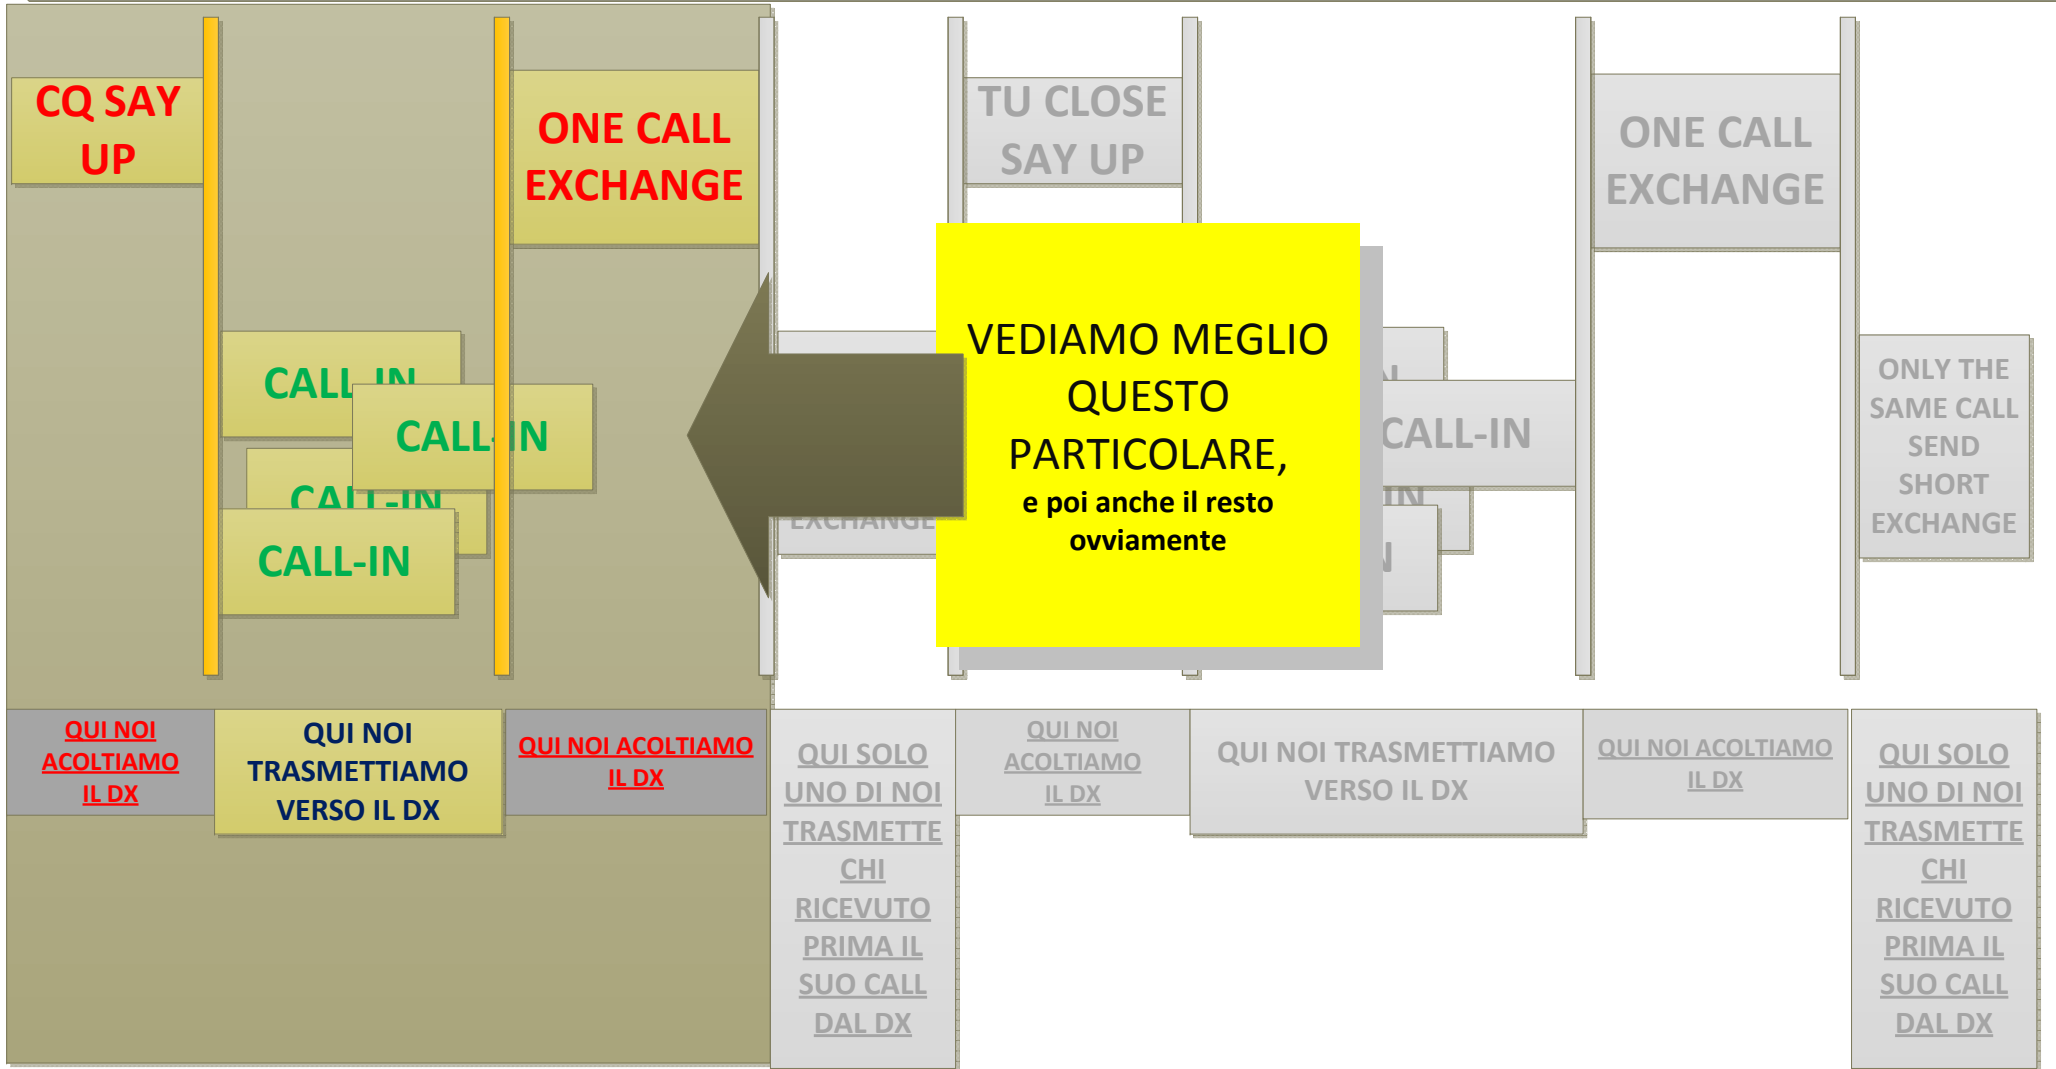 CQ SAY
UP
ONE CALL
EXCHANGE
TU CLOSE
SAY UP
ONE CALL
EXCHANGE
CALL-IN
CALL-IN
CALL-IN
CALL-IN
EXCHANGE
VEDIAMO MEGLIO
QUESTO
PARTICOLARE,
e poi anche il resto
ovviamente
CALL-IN
ONLY THE
SAME CALL
SEND
SHORT
EXCHANGE
QUI NOI
ACOLTIAMO
IL DX
QUI NOI
TRASMETTIAMO
VERSO IL DX
QUI NOI ACOLTIAMO
IL DX
QUI SOLO
UNO DI NOI
TRASMETTE
CHI
RICEVUTO
PRIMA IL
SUO CALL
DAL DX
QUI NOI
ACOLTIAMO
IL DX
QUI NOI TRASMETTIAMO
VERSO IL DX
QUI NOI ACOLTIAMO
IL DX
QUI SOLO
UNO DI NOI
TRASMETTE
CHI
RICEVUTO
PRIMA IL
SUO CALL
DAL DX